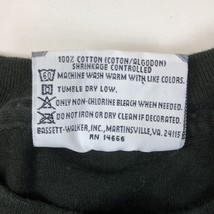 100% COTTON (COTON/ALGODON)
SHRINKAGE CONTROLLED
MACHINE WASH WARM WITH LIKE COLORS.
TUMBLE DRY LOW.
ONLY NON-CHLORINE BLEACH WHEN NEEDED.
DO NOT IRON OR DRY CLEAN IF DECORATED.
BASSETT-WALKER, INC., MARTINSVILLE, VA. 24115
RN 14666